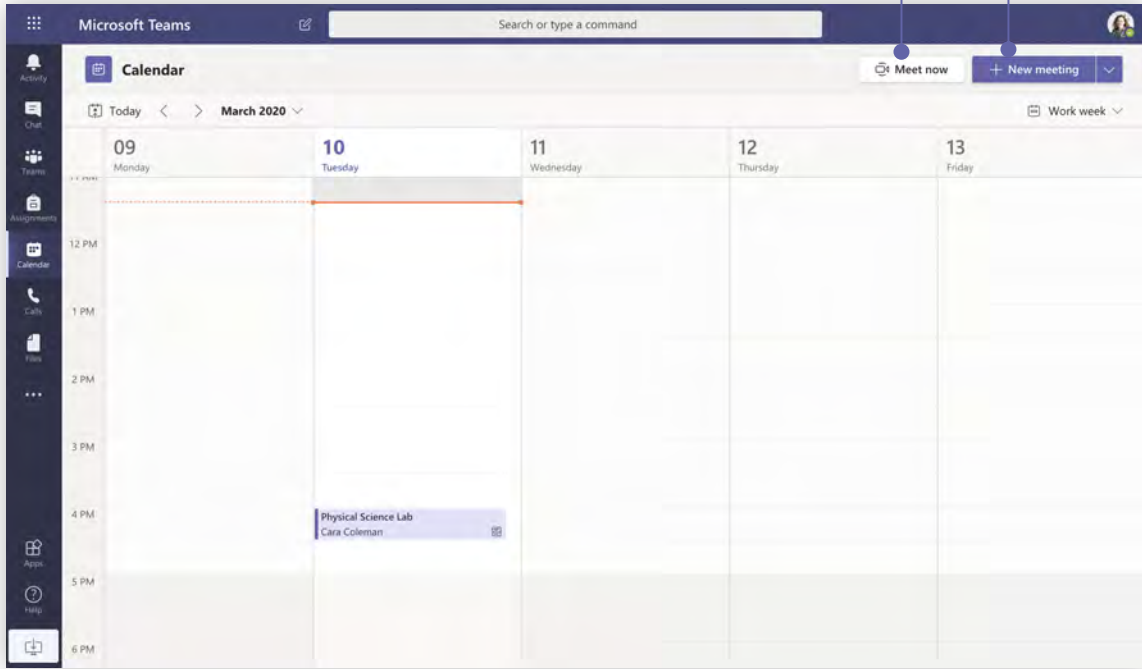 Microsoft Teams
Search or type a command
Activity
Calendar
Meet now
+ New meeting
Chat
Today
March 2020
Work week
Teams
09
Monday
10
Tuesday
11
Wednesday
12
Thursday
13
Friday
11 AM
Assignments
Calendar
12 PM
Calls
1 PM
Files
2 PM
3 PM
4 PM
Physical Science Lab
Cara Coleman
Apps
5 PM
Help
6 PM